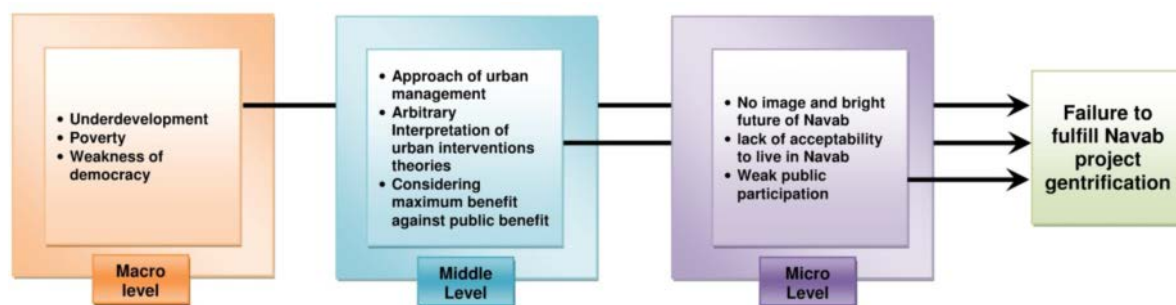 • Underdevelopment
• Poverty
• Weakness of
democracy
Macro
level
• Approach of urban
management
• Arbitrary
Interpretation of
urban interventions
theories
• Considering
maximum benefit
against public benefit
Middle
Level
• No image and bright
future of Navab
• lack of acceptability
to live in Navab
• Weak public
participation
Micro
Level
Failure to
fulfill Navab
project
gentrification